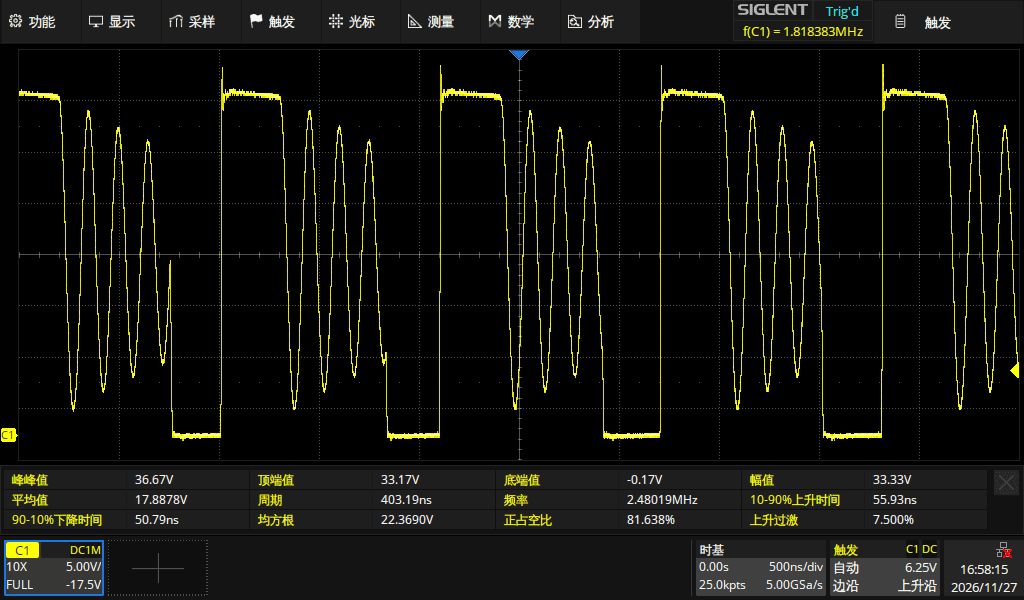 功能 显示 采样 触发 光标 测量 数学 分析 SIGLENT Trig'd 触发
f(C1) = 1.818383MHz
C1
峰峰值 36.67V 顶端值 33.17V 底端值 -0.17V 幅值 33.33V
平均值 17.8878V 周期 403.19ns 频率 2.48019MHz 10-90%上升时间 55.93ns
90-10%下降时间 50.79ns 均方根 22.3690V 正占空比 81.638% 上升过激 7.500%
C1 DC1M 时基 触发 C1 DC
10X 5.00V/ 0.00s 500ns/div 自动 6.25V 16:58:15
FULL -17.5V 25.0kpts 5.00GSa/s 边沿 上升沿 2026/11/27